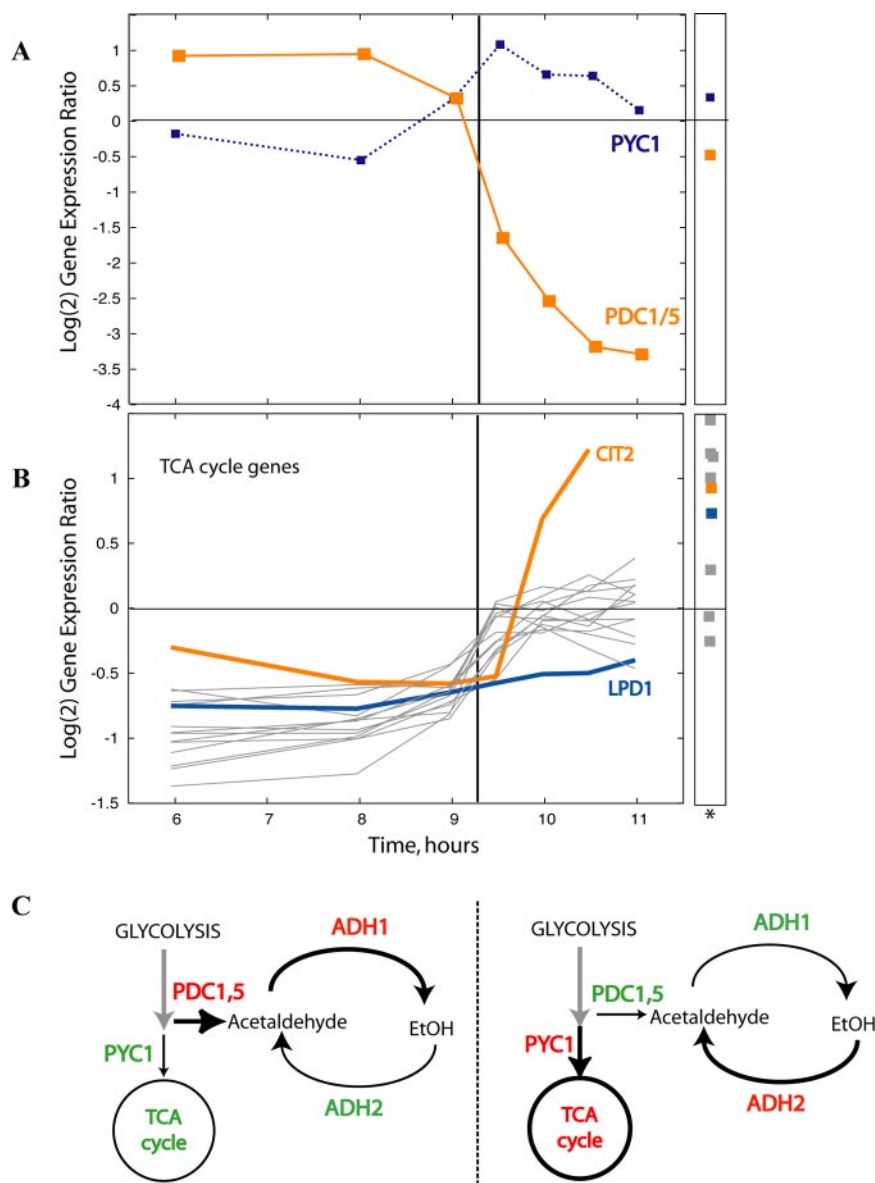 A
Log(2) Gene Expression Ratio
1
0.5
0
-0.5
-1
-1.5
-2
-2.5
-3
-3.5
-4
PYC1
PDC1/5
B
Log(2) Gene Expression Ratio
TCA cycle genes
CIT2
1
0.5
0
-0.5
-1
-1.5
LPD1
6 7 8 9 10 11
*
Time, hours
C
GLYCOLYSIS
ADH1
PDC1,5
Acetaldehyde
EtOH
PYC1
ADH2
TCA
cycle
GLYCOLYSIS
ADH1
PDC1,5
Acetaldehyde
EtOH
PYC1
ADH2
TCA
cycle